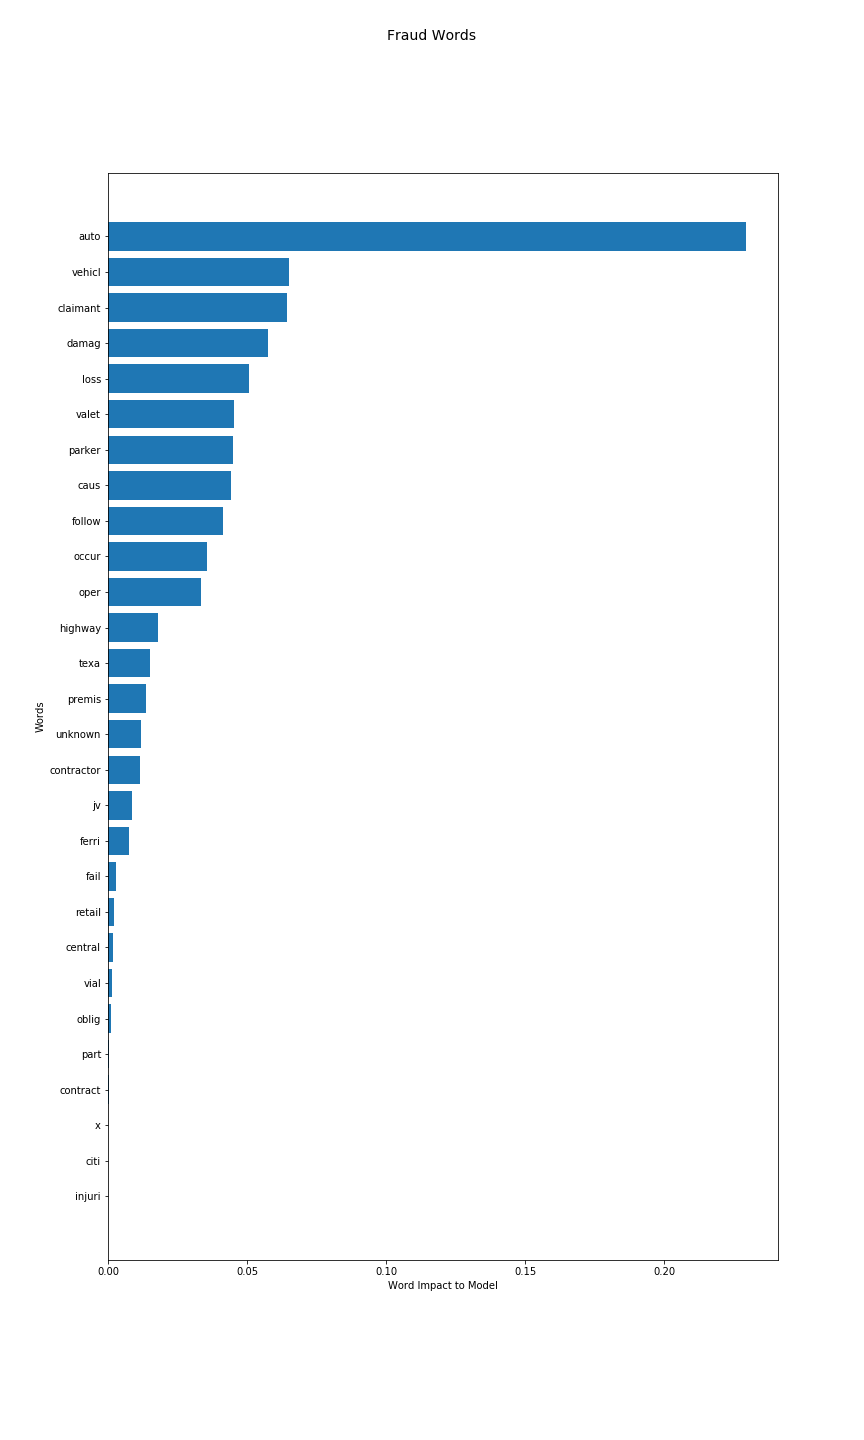 Fraud Words
auto
vehicl
claimant
damag
loss
valet
parker
caus
follow
occur
oper
highway
texa
premis
Words
unknown
contractor
jv
ferri
fail
retail
central
vial
oblig
part
contract
x
citi
injuri
0.00 0.05 0.10 0.15 0.20
Word Impact to Model